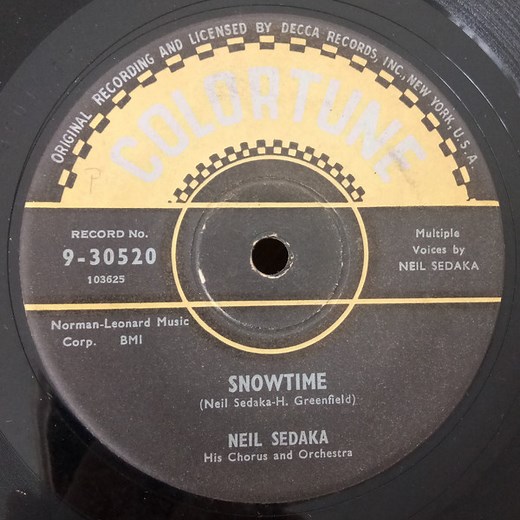 ORIGINAL RECORDING AND LICENSED BY DECCA RECORDS, INC., NEW YORK, U.S.A.
COLORTUNE
P
RECORD No.
9-30520
103625
Multiple
Voices by
NEIL SEDAKA
Norman-Leonard Music
Corp. BMI
SNOWTIME
(Neil Sedaka-H. Greenfield)
NEIL SEDAKA
His Chorus and Orchestra